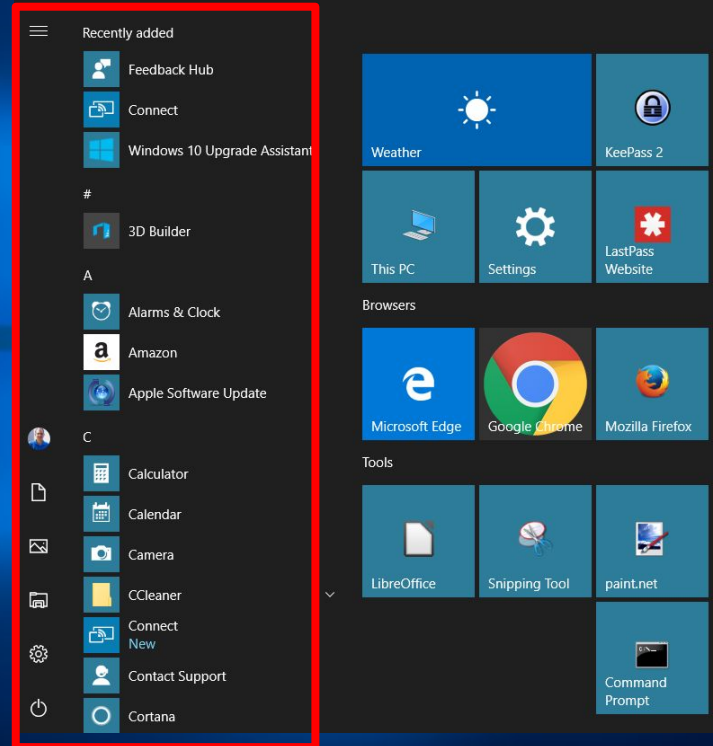 Recently added
Feedback Hub
Connect
Windows 10 Upgrade Assistant
#
3D Builder
A
Alarms & Clock
Amazon
Apple Software Update
C
Calculator
Calendar
Camera
CCleaner
Connect
New
Contact Support
Cortana
Weather
KeePass 2
This PC
Settings
LastPass
Website
Browsers
Microsoft Edge
Google Chrome
Mozilla Firefox
Tools
LibreOffice
Snipping Tool
paint.net
Command
Prompt